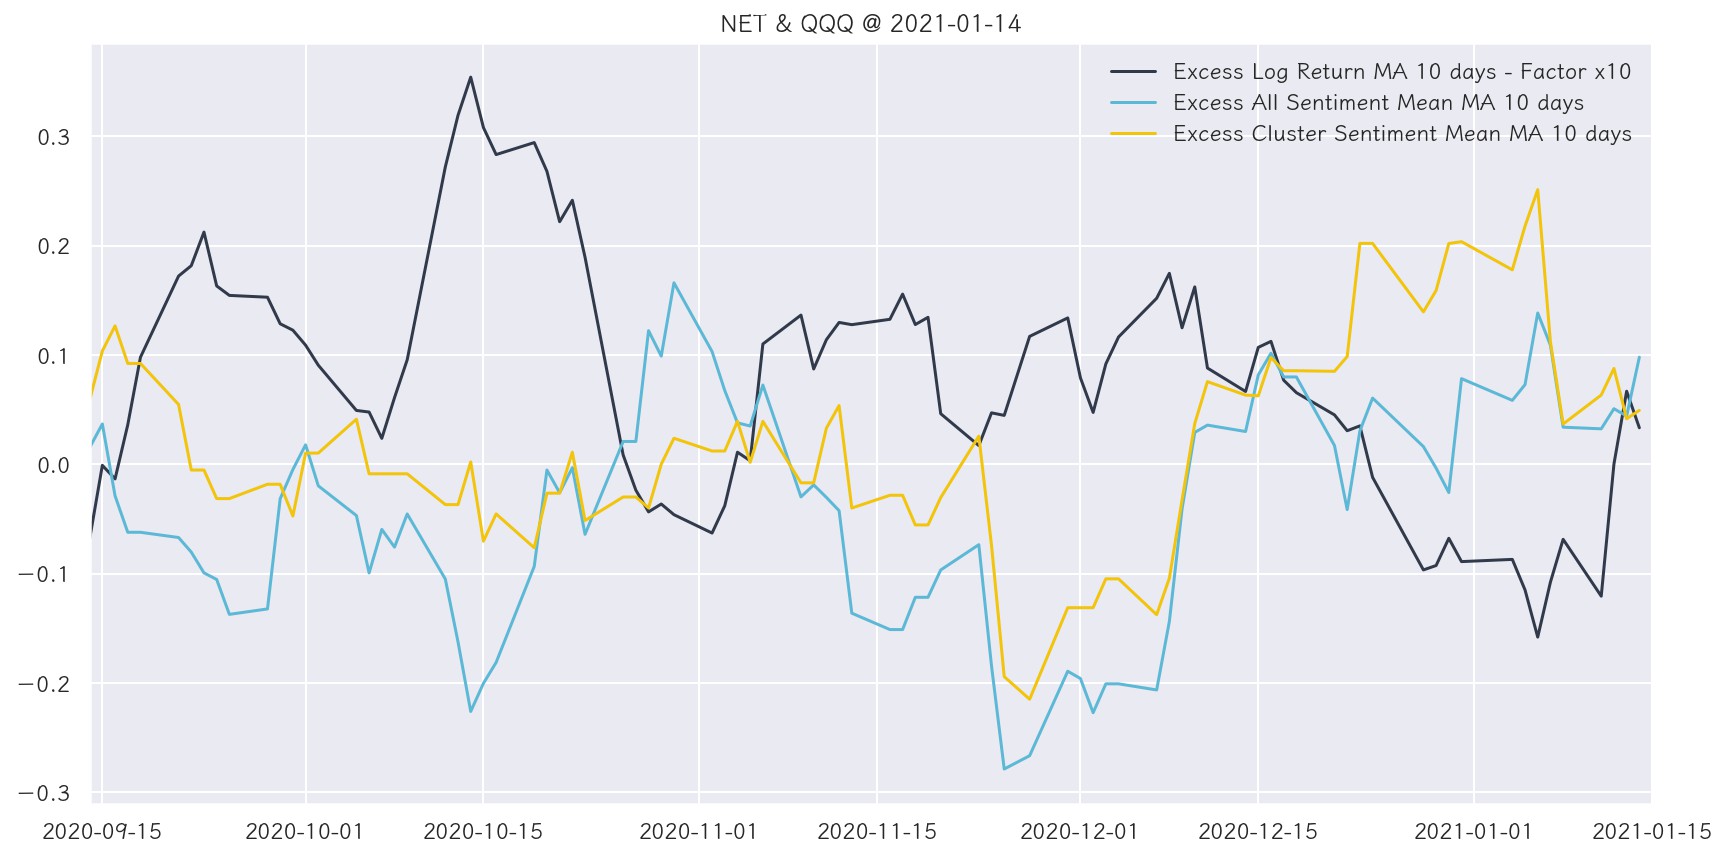 NET & QQQ @ 2021-01-14
Excess Log Return MA 10 days - Factor x10
Excess All Sentiment Mean MA 10 days
Excess Cluster Sentiment Mean MA 10 days
0.3
0.2
0.1
0.0
−0.1
−0.2
−0.3
2020-09-15 2020-10-01 2020-10-15 2020-11-01 2020-11-15 2020-12-01 2020-12-15 2021-01-01 2021-01-15